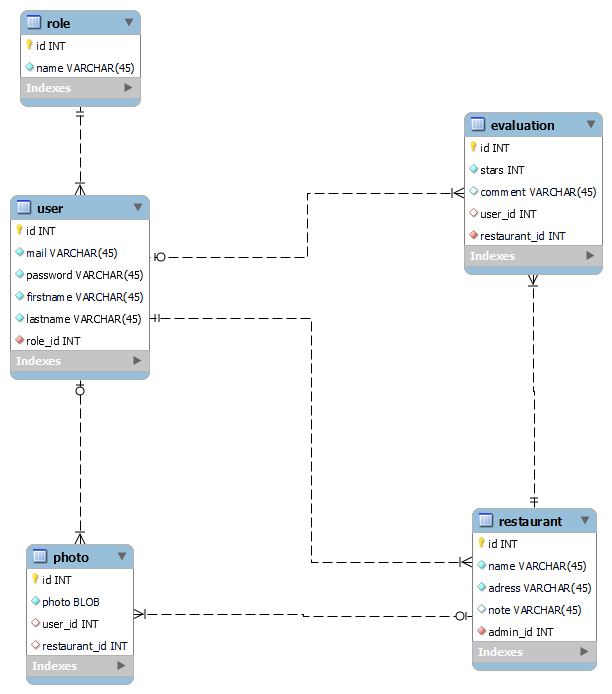 role
id INT
name VARCHAR(45)
Indexes
user
id INT
mail VARCHAR(45)
password VARCHAR(45)
firstname VARCHAR(45)
lastname VARCHAR(45)
role_id INT
Indexes
evaluation
id INT
stars INT
comment VARCHAR(45)
user_id INT
restaurant_id INT
Indexes
photo
id INT
photo BLOB
user_id INT
restaurant_id INT
Indexes
restaurant
id INT
name VARCHAR(45)
adress VARCHAR(45)
note VARCHAR(45)
admin_id INT
Indexes